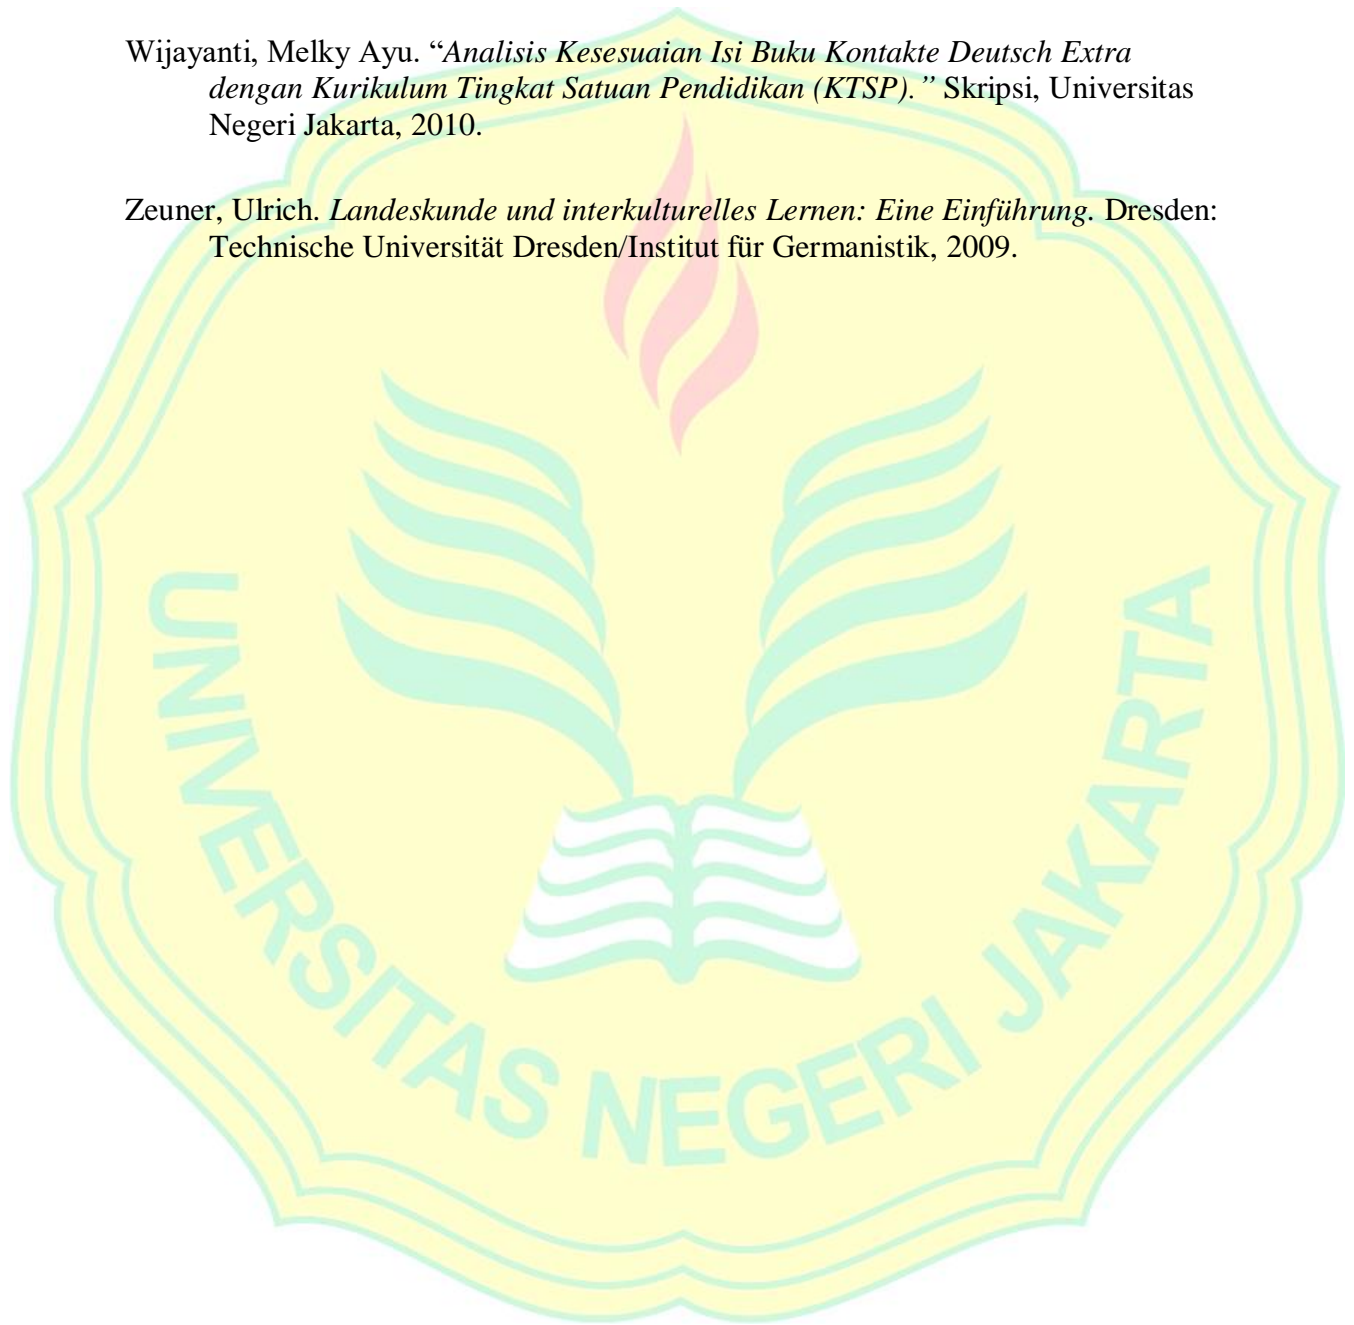 Wijayanti, Melky Ayu. “Analisis Kesesuaian Isi Buku Kontakte Deutsch Extra
dengan Kurikulum Tingkat Satuan Pendidikan (KTSP).” Skripsi, Universitas
Negeri Jakarta, 2010.
Zeuner, Ulrich. Landeskunde und interkulturelles Lernen: Eine Einführung. Dresden:
Technische Universität Dresden/Institut für Germanistik, 2009.
UNIVERSITAS NEGERI JAKARTA